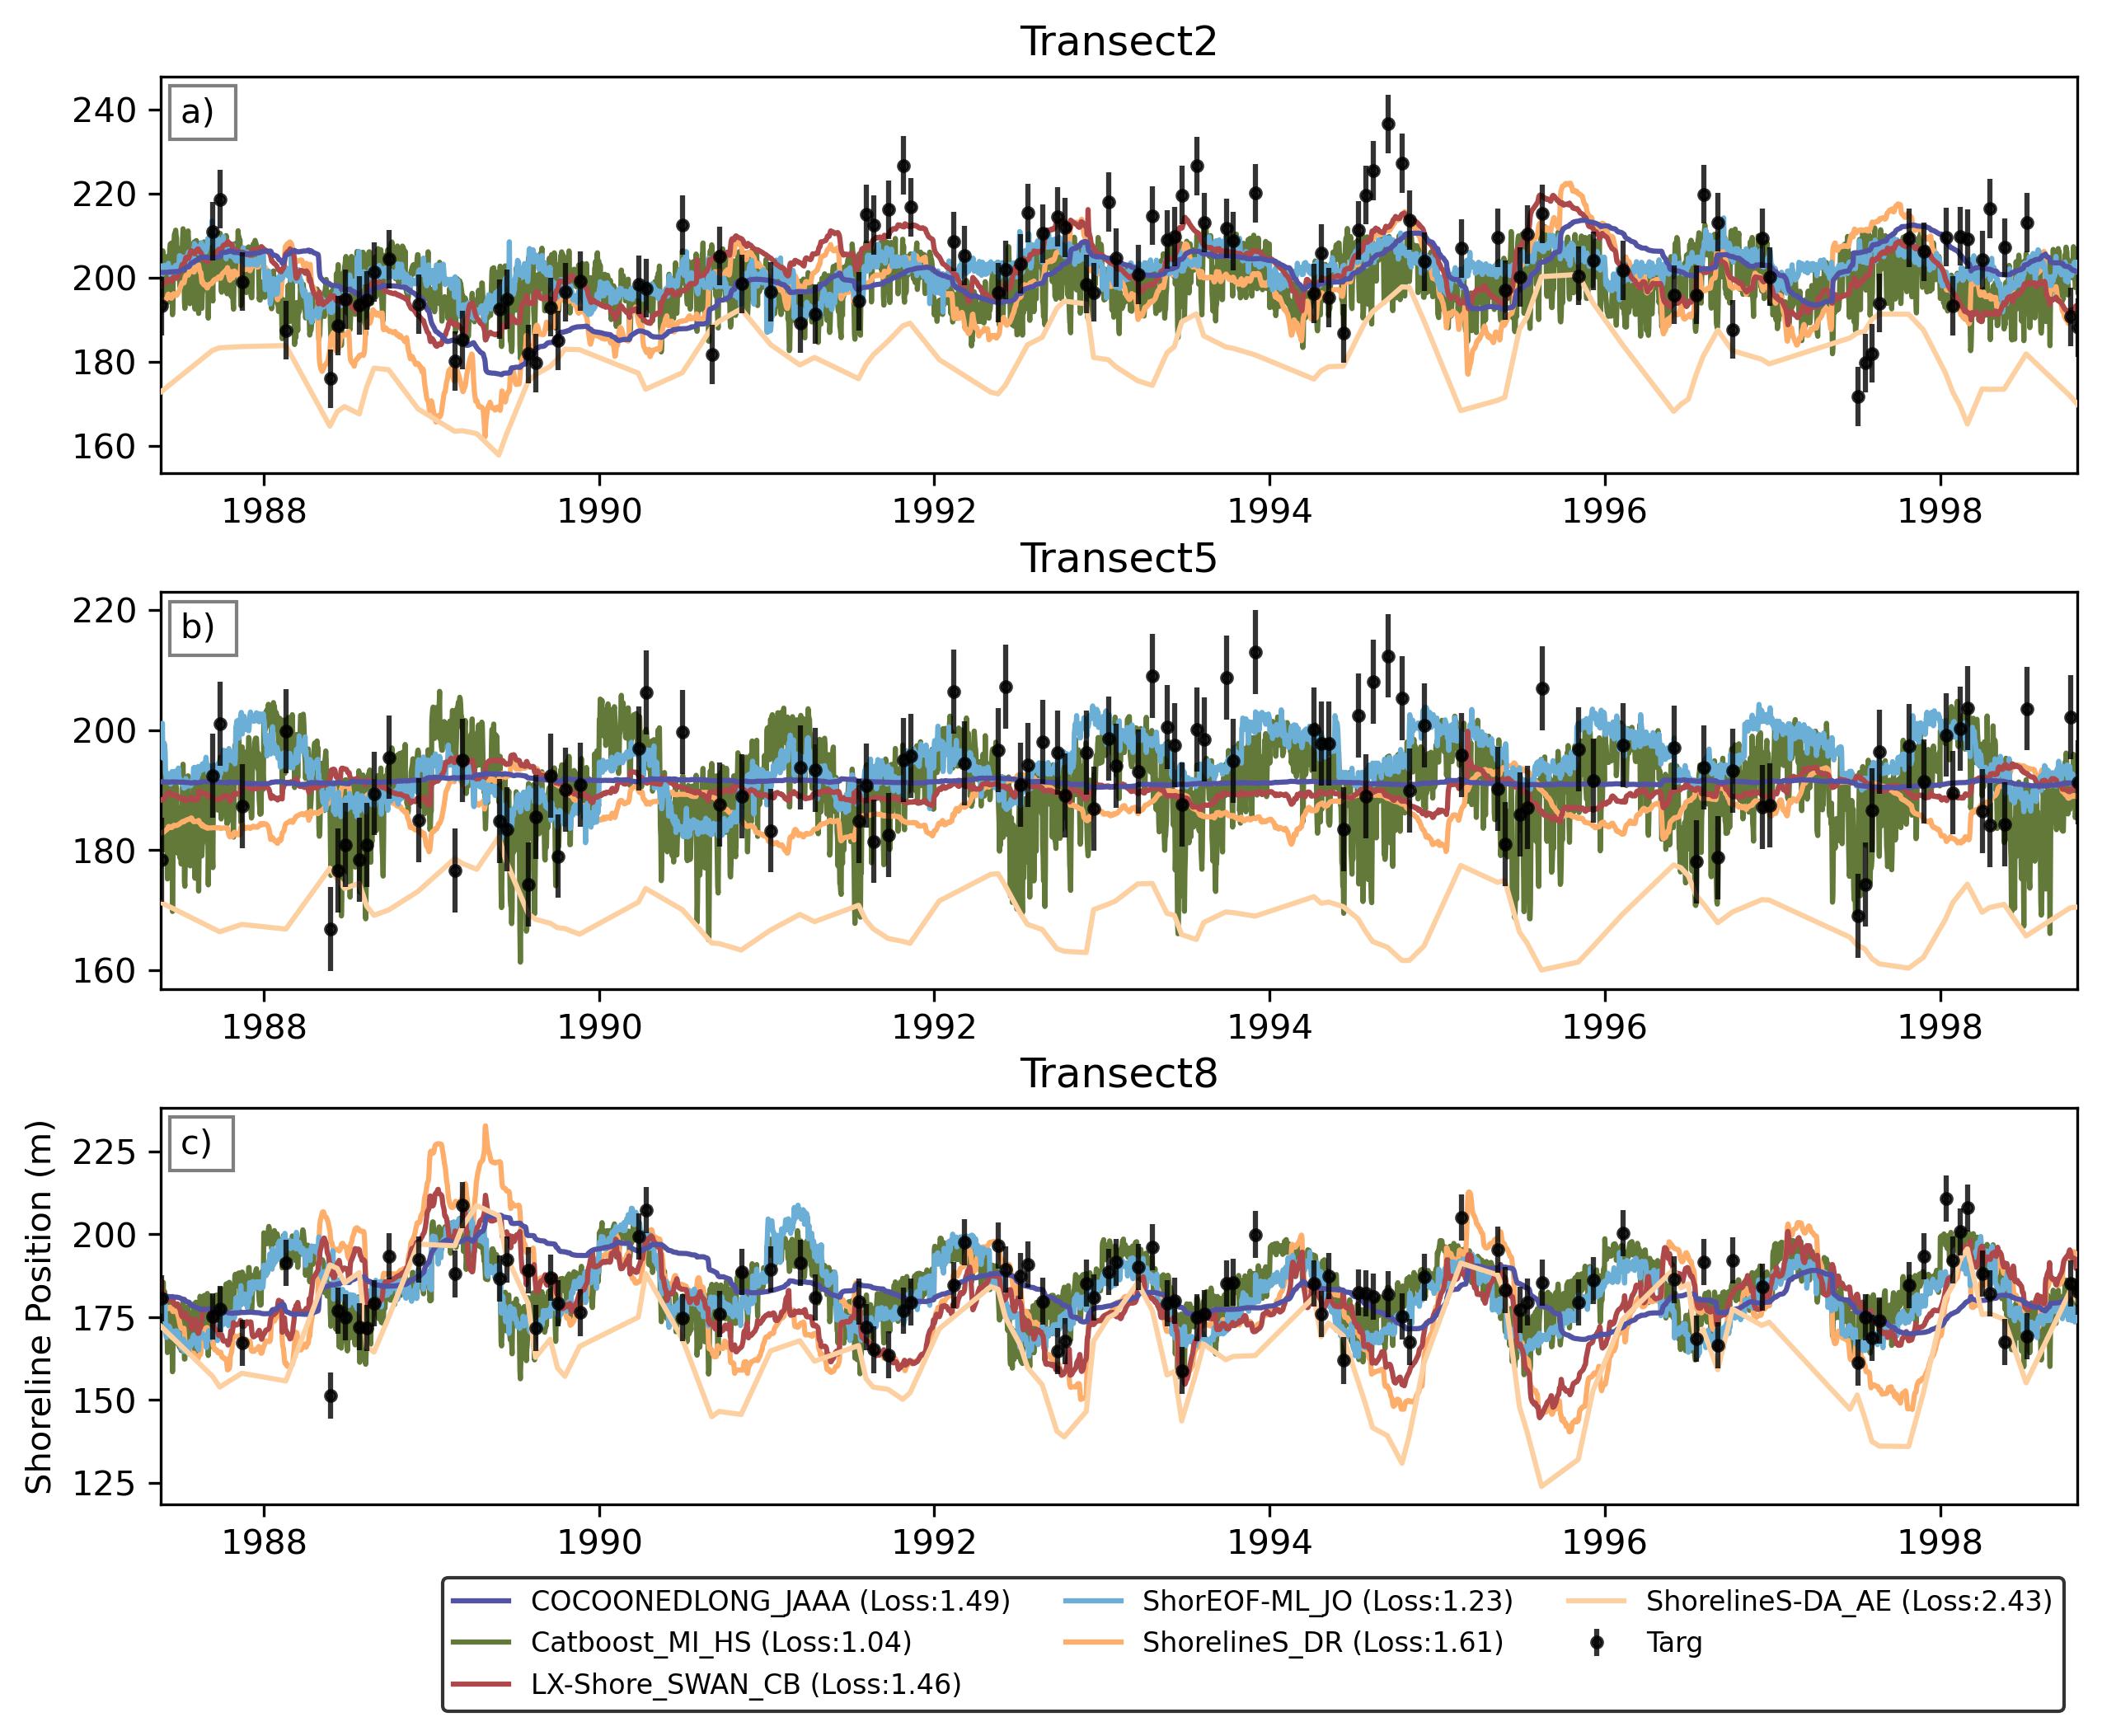 Transect2
a)
240
220
200
180
160
1988 1990 1992 1994 1996 1998
Transect5
b)
220
200
180
160
1988 1990 1992 1994 1996 1998
Transect8
c)
Shoreline Position (m)
225
200
175
150
125
1988 1990 1992 1994 1996 1998
COCOONEDLONG_JAAA (Loss:1.49)
Catboost_MI_HS (Loss:1.04)
LX-Shore_SWAN_CB (Loss:1.46)
ShorEOF-ML_JO (Loss:1.23)
ShorelineS_DR (Loss:1.61)
ShorelineS-DA_AE (Loss:2.43)
Targ